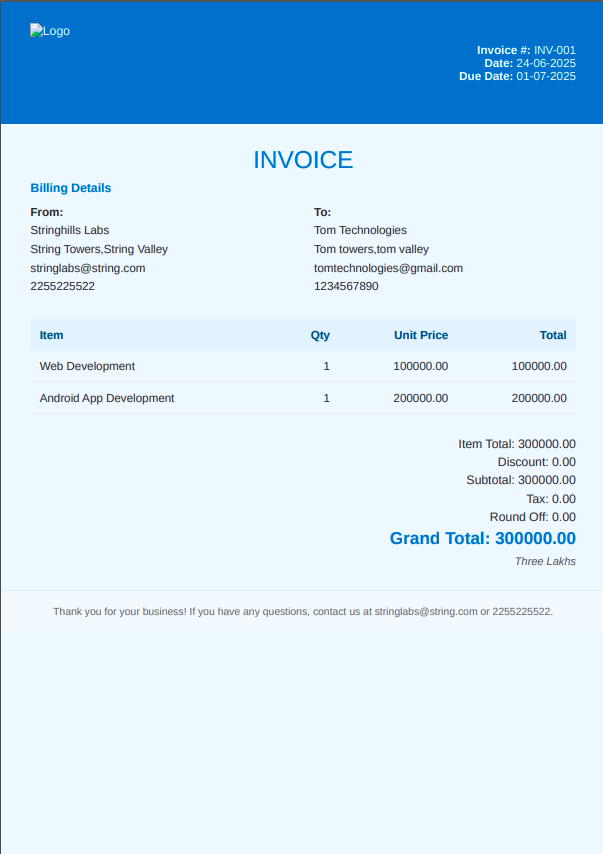 Logo
Invoice #: INV-001
Date: 24-06-2025
Due Date: 01-07-2025
INVOICE
Billing Details
From:
Stringhills Labs
String Towers,String Valley
stringlabs@string.com
2255225522
To:
Tom Technologies
Tom towers,tom valley
tomtechnologies@gmail.com
1234567890
Item Qty Unit Price Total
Web Development 1 100000.00 100000.00
Android App Development 1 200000.00 200000.00
Item Total: 300000.00
Discount: 0.00
Subtotal: 300000.00
Tax: 0.00
Round Off: 0.00
Grand Total: 300000.00
Three Lakhs
Thank you for your business! If you have any questions, contact us at stringlabs@string.com or 2255225522.